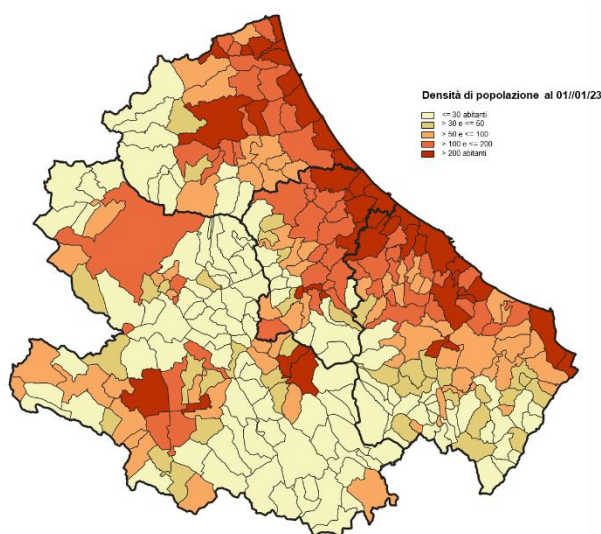 Densità di popolazione al 01//01/23
<= 30 abitanti
> 30 e <= 50
> 50 e <= 100
> 100 e <= 200
> 200 abitanti